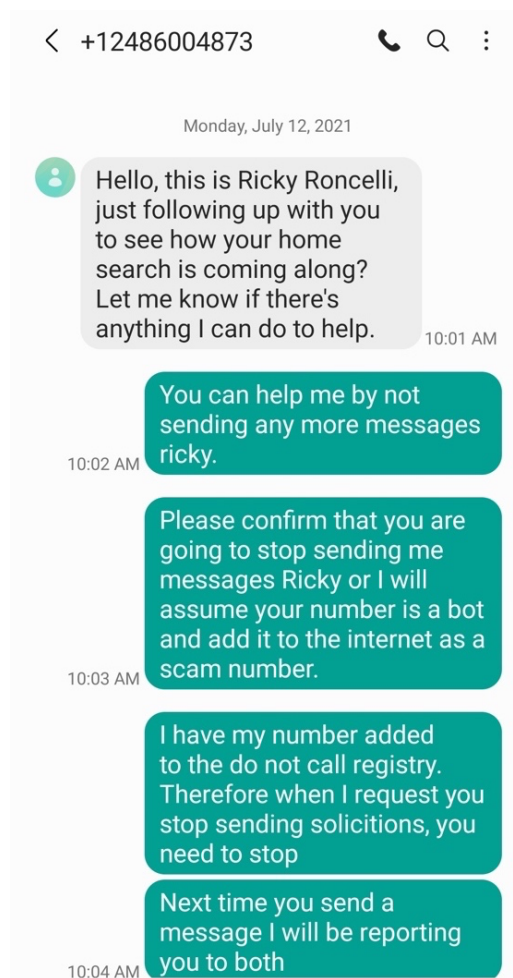 +12486004873
Monday, July 12, 2021
Hello, this is Ricky Roncelli,
just following up with you
to see how your home
search is coming along?
Let me know if there's
anything I can do to help.
10:01 AM
You can help me by not
sending any more messages
ricky.
10:02 AM
Please confirm that you are
going to stop sending me
messages Ricky or I will
assume your number is a bot
and add it to the internet as a
scam number.
10:03 AM
I have my number added
to the do not call registry.
Therefore when I request you
stop sending solicitions, you
need to stop
Next time you send a
message I will be reporting
you to both
10:04 AM